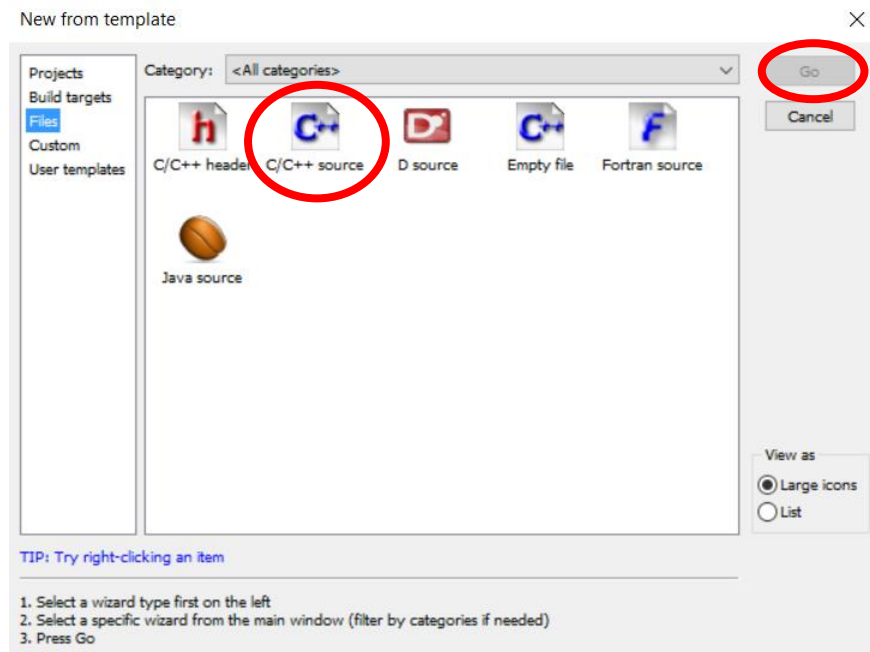 New from template
Projects
Build targets
Files
Custom
User templates
Category: <All categories>
Go
Cancel
h
C++
D
C++
F
C/C++ header
C/C++ source
D source
Empty file
Fortran source
Java source
View as
Large icons
List
TIP: Try right-clicking an item
1. Select a wizard type first on the left
2. Select a specific wizard from the main window (filter by categories if needed)
3. Press Go